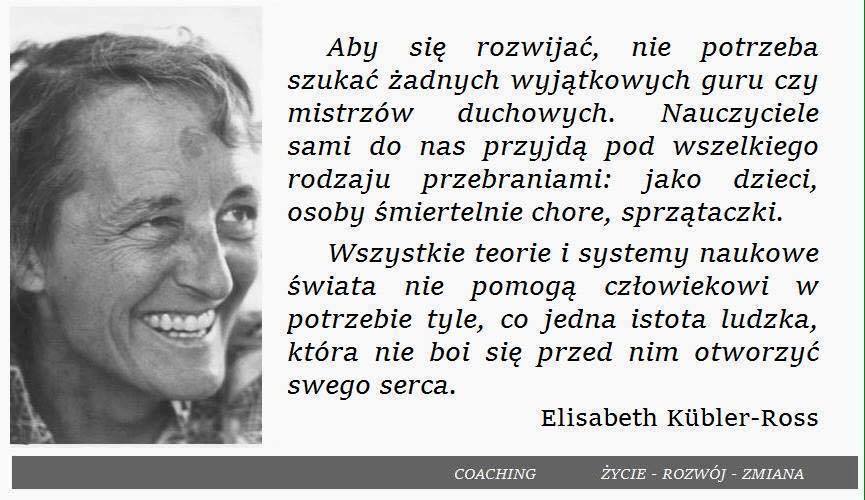 Aby się rozwijać, nie potrzeba
szukać żadnych wyjątkowych guru czy
mistrzów duchowych. Nauczyciele
sami do nas przyjdą pod wszelkiego
rodzaju przebraniami: jako dzieci,
osoby śmiertelnie chore, sprzątaczki.
Wszystkie teorie i systemy naukowe
świata nie pomogą człowiekowi w
potrzebie tyle, co jedna istota ludzka,
która nie boi się przed nim otworzyć
swego serca.
Elisabeth Kübler-Ross
COACHING ŻYCIE - ROZWÓJ - ZMIANA